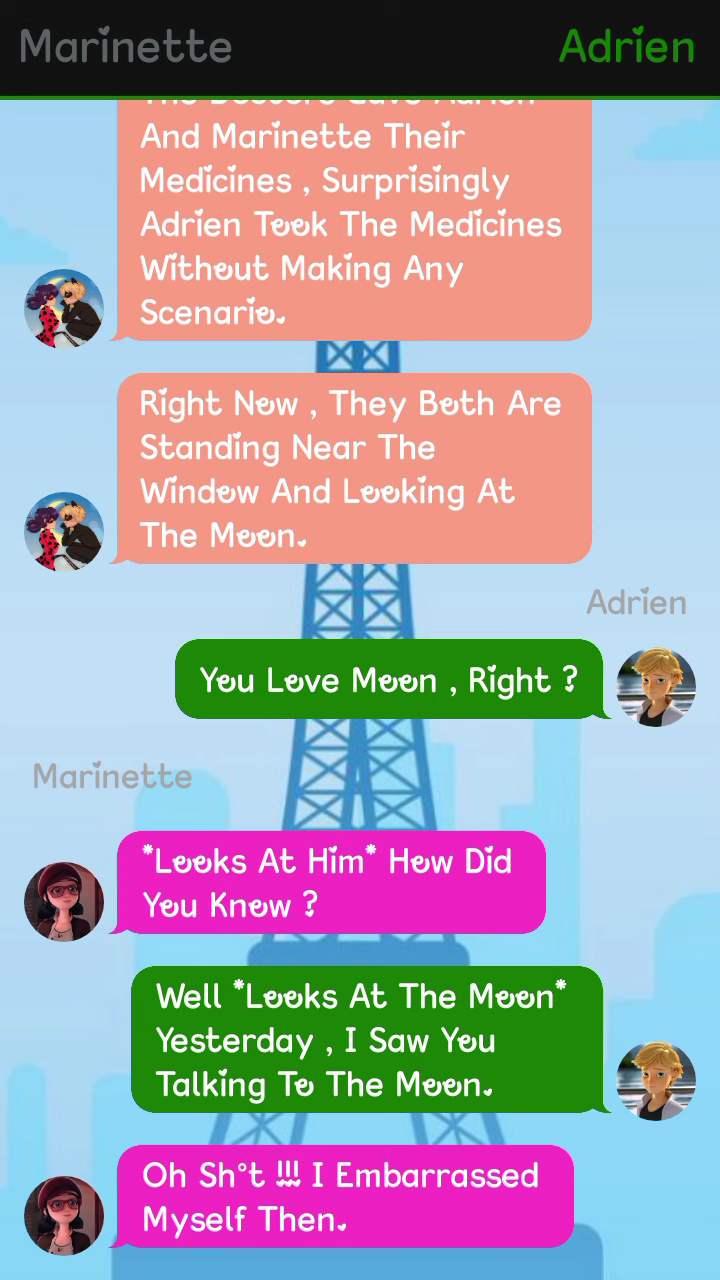 Marinette Adrien
And Marinette Their
Medicines , Surprisingly
Adrien Took The Medicines
Without Making Any
Scenario.
Right Now , They Both Are
Standing Near The
Window And Looking At
The Moon.
Adrien
You Love Moon , Right ?
Marinette
*Looks At Him* How Did
You Know ?
Well *Looks At The Moon*
Yesterday , I Saw You
Talking To The Moon.
Oh Sh°t !!! I Embarrassed
Myself Then.